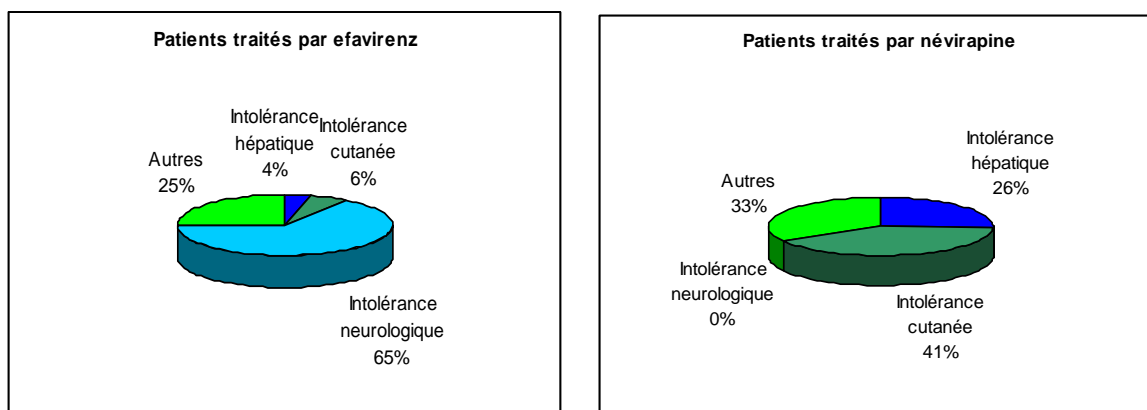 Patients traités par efavirenz
Intolérance
hépatique
4%
Intolérance
cutanée
6%
Autres
25%
Intolérance
neurologique
65%
Patients traités par névirapine
Intolérance
hépatique
26%
Autres
33%
Intolérance
neurologique
0%
Intolérance
cutanée
41%